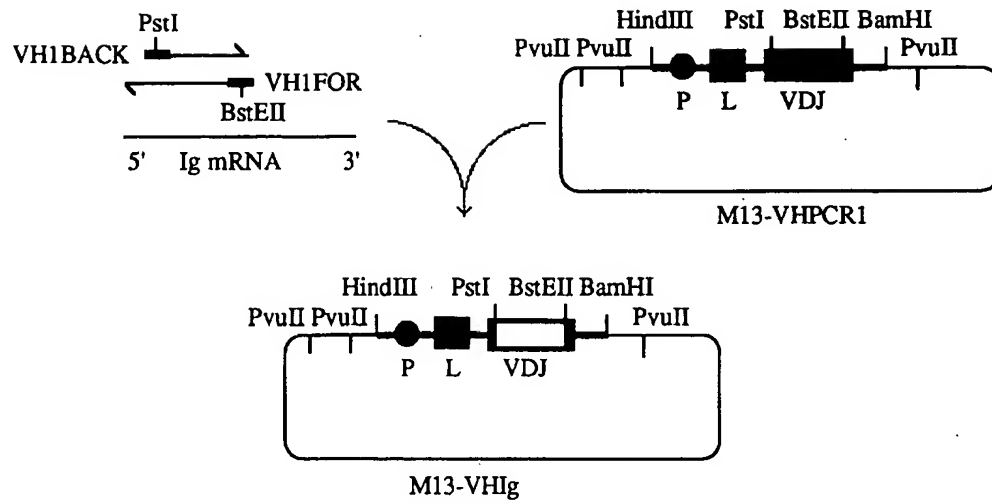 PstI
VH1BACK
VH1FOR
BstEII
5' Ig mRNA 3'
HindIII PstI BstEII BamHI
PvuII PvuII PvuII
P L VDJ
M13-VHPCR1
HindIII PstI BstEII BamHI
PvuII PvuII PvuII
P L VDJ
M13-VHIg